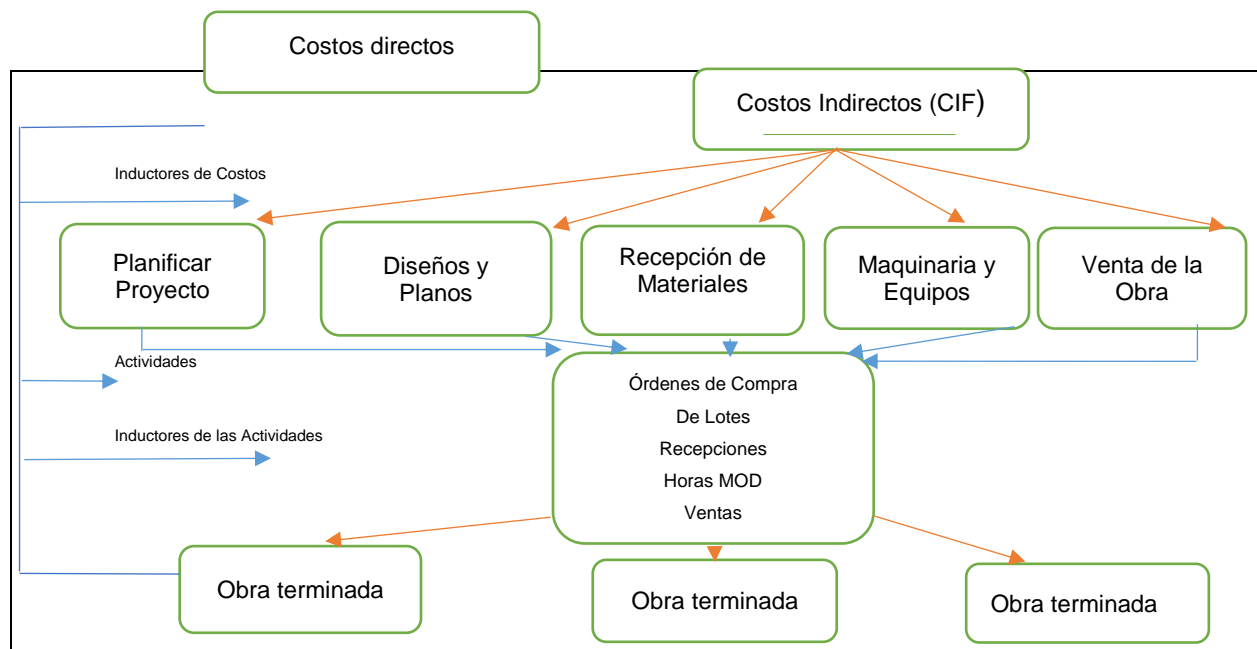 Costos directos
Costos Indirectos (CIF)
Inductores de Costos
Planificar
Proyecto
Diseños y
Planos
Recepción de
Materiales
Maquinaria y
Equipos
Venta de la
Obra
Actividades
Inductores de las Actividades
Órdenes de Compra
De Lotes
Recepciones
Horas MOD
Ventas
Obra terminada
Obra terminada
Obra terminada